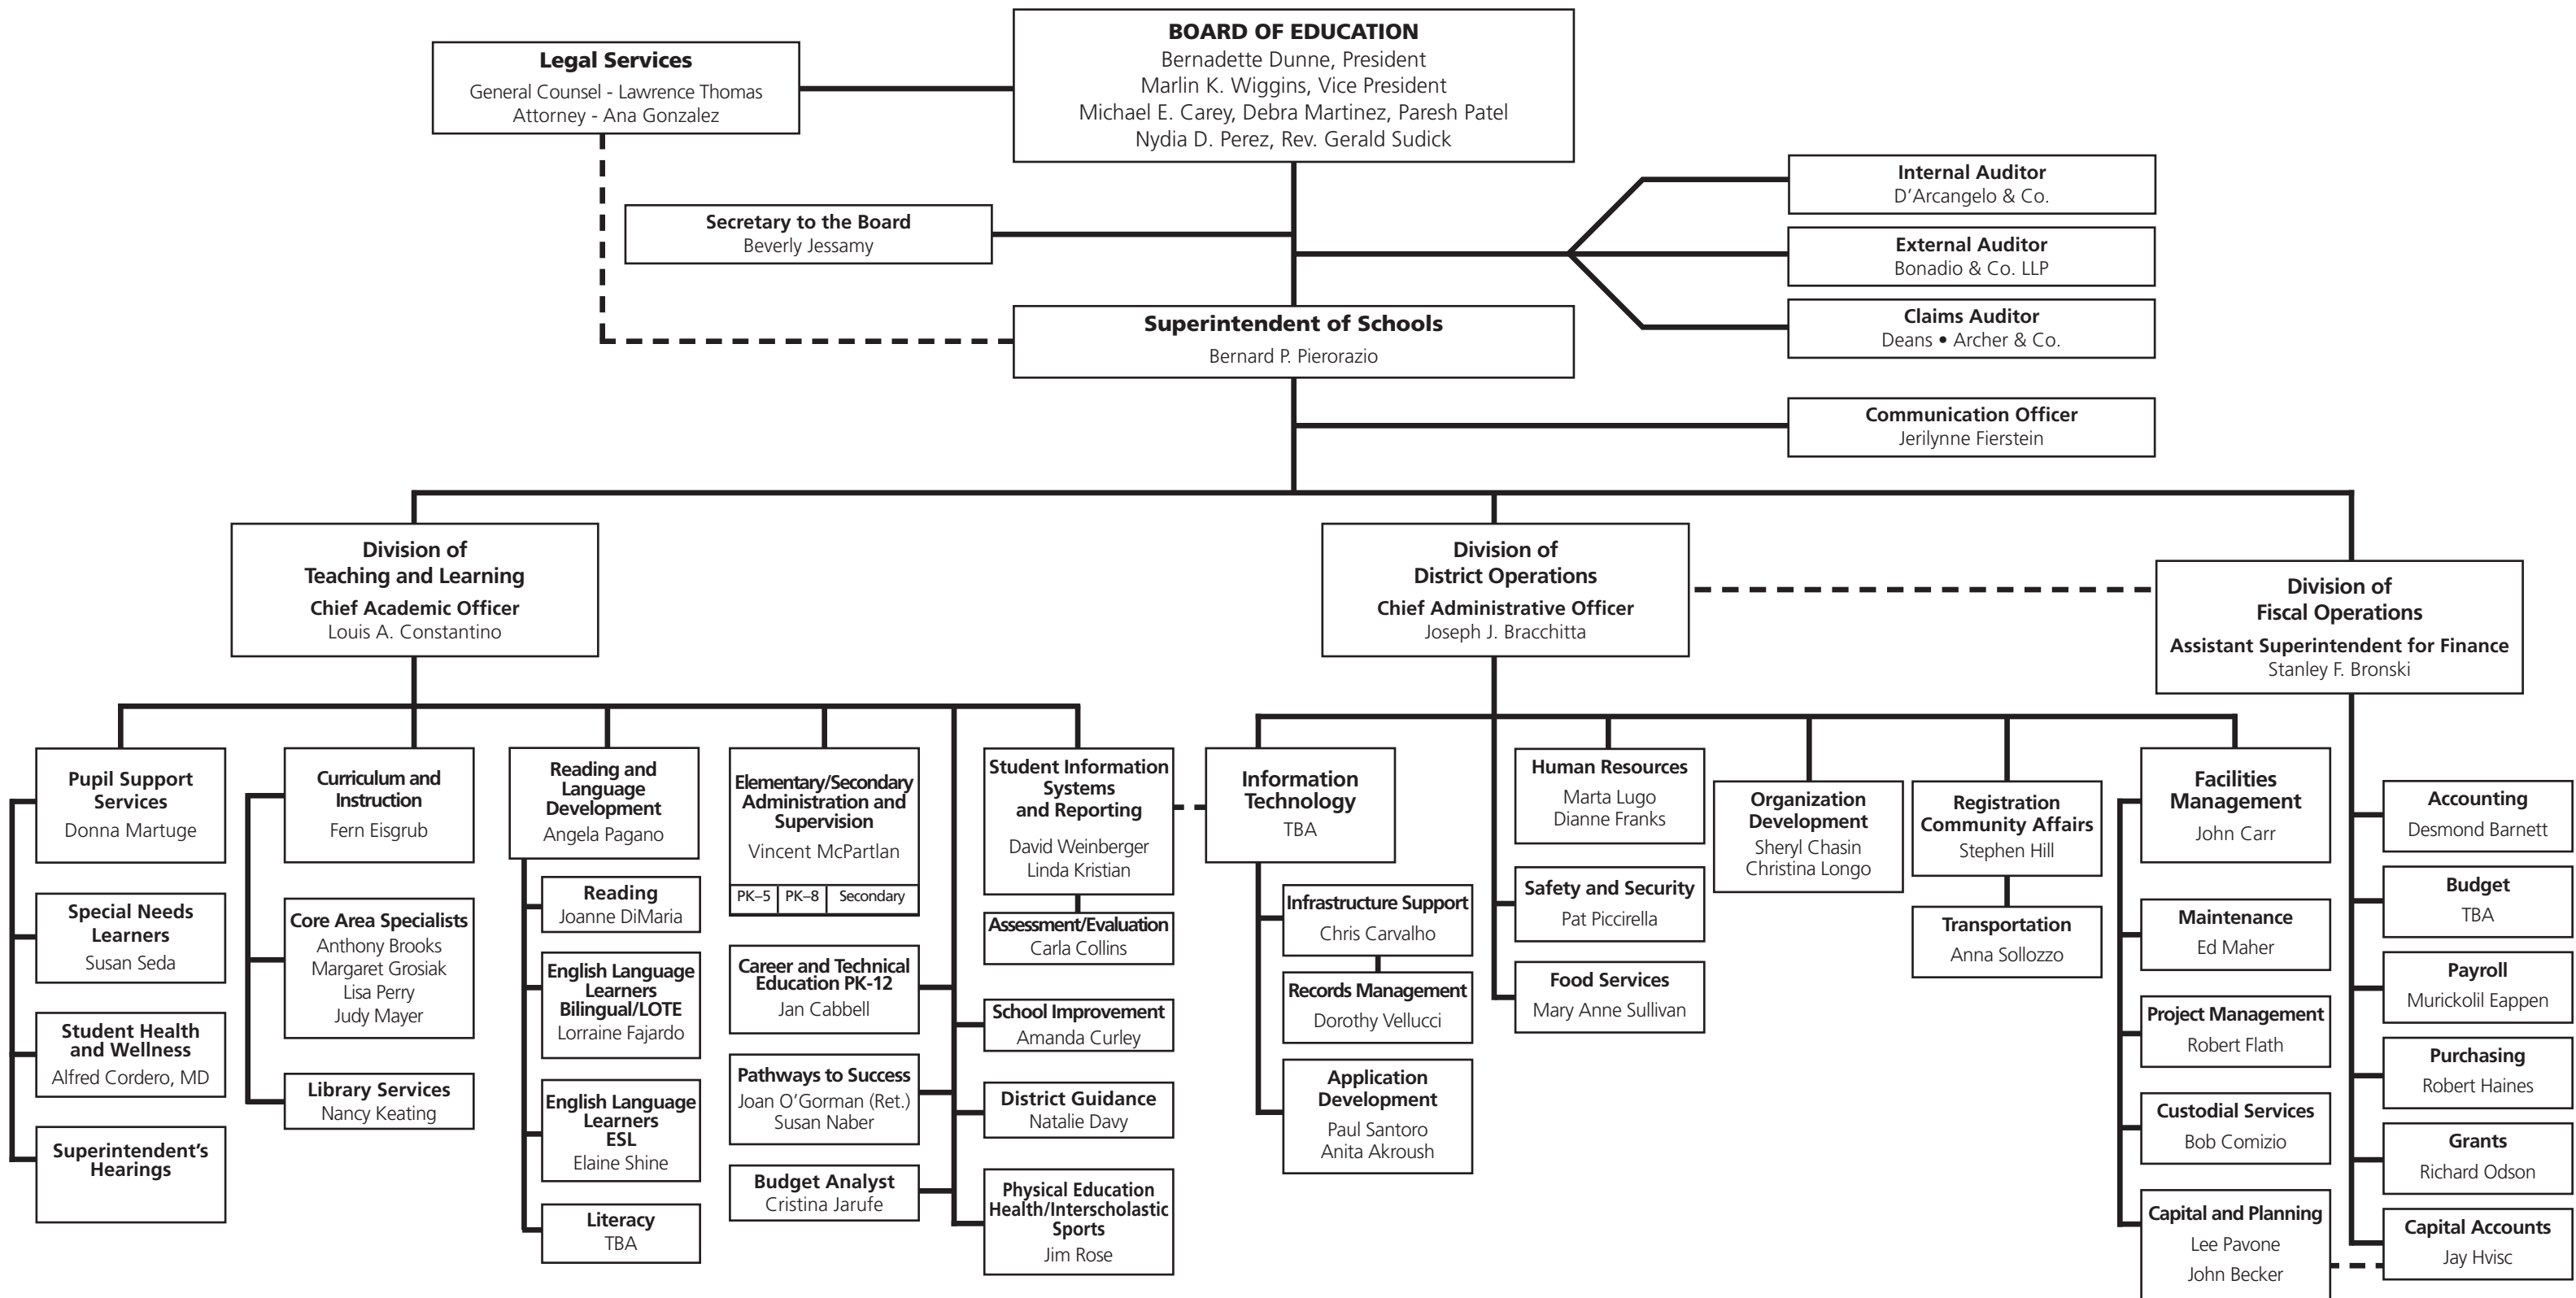 BOARD OF EDUCATION
Bernadette Dunne, President
Marlin K. Wiggins, Vice President
Michael E. Carey, Debra Martinez, Paresh Patel
Nydia D. Perez, Rev. Gerald Sudick
Legal Services
General Counsel - Lawrence Thomas
Attorney - Ana Gonzalez
Secretary to the Board
Beverly Jessamy
Internal Auditor
D'Arcangelo & Co.
External Auditor
Bonadio & Co. LLP
Claims Auditor
Deans • Archer & Co.
Superintendent of Schools
Bernard P. Pierorazio
Communication Officer
Jerilynne Fierstein
Division of
Teaching and Learning
Chief Academic Officer
Louis A. Constantino
Division of
District Operations
Chief Administrative Officer
Joseph J. Bracchitta
Division of
Fiscal Operations
Assistant Superintendent for Finance
Stanley F. Bronski
Pupil Support
Services
Donna Martuge
Special Needs
Learners
Susan Seda
Student Health
and Wellness
Alfred Cordero, MD
Superintendent's
Hearings
Curriculum and
Instruction
Fern Eisgrub
Core Area Specialists
Anthony Brooks
Margaret Grosiak
Lisa Perry
Judy Mayer
Library Services
Nancy Keating
Reading and
Language
Development
Angela Pagano
Reading
Joanne DiMaria
English Language
Learners
Bilingual/LOTE
Lorraine Fajardo
English Language
Learners
ESL
Elaine Shine
Literacy
TBA
Elementary/Secondary
Administration and
Supervision
Vincent McPartlan
PK–5 PK–8 Secondary
Career and Technical
Education PK-12
Jan Cabbell
Pathways to Success
Joan O'Gorman (Ret.)
Susan Naber
Budget Analyst
Cristina Jarufe
Student Information
Systems
and Reporting
David Weinberger
Linda Kristian
Assessment/Evaluation
Carla Collins
School Improvement
Amanda Curley
District Guidance
Natalie Davy
Physical Education
Health/Interscholastic
Sports
Jim Rose
Information
Technology
TBA
Infrastructure Support
Chris Carvalho
Records Management
Dorothy Vellucci
Application
Development
Paul Santoro
Anita Akroush
Human Resources
Marta Lugo
Dianne Franks
Safety and Security
Pat Piccirella
Food Services
Mary Anne Sullivan
Organization
Development
Sheryl Chasin
Christina Longo
Registration
Community Affairs
Stephen Hill
Transportation
Anna Sollozzo
Facilities
Management
John Carr
Maintenance
Ed Maher
Project Management
Robert Flath
Custodial Services
Bob Comizio
Capital and Planning
Lee Pavone
John Becker
Accounting
Desmond Barnett
Budget
TBA
Payroll
Murickolil Eappen
Purchasing
Robert Haines
Grants
Richard Odson
Capital Accounts
Jay Hvisc